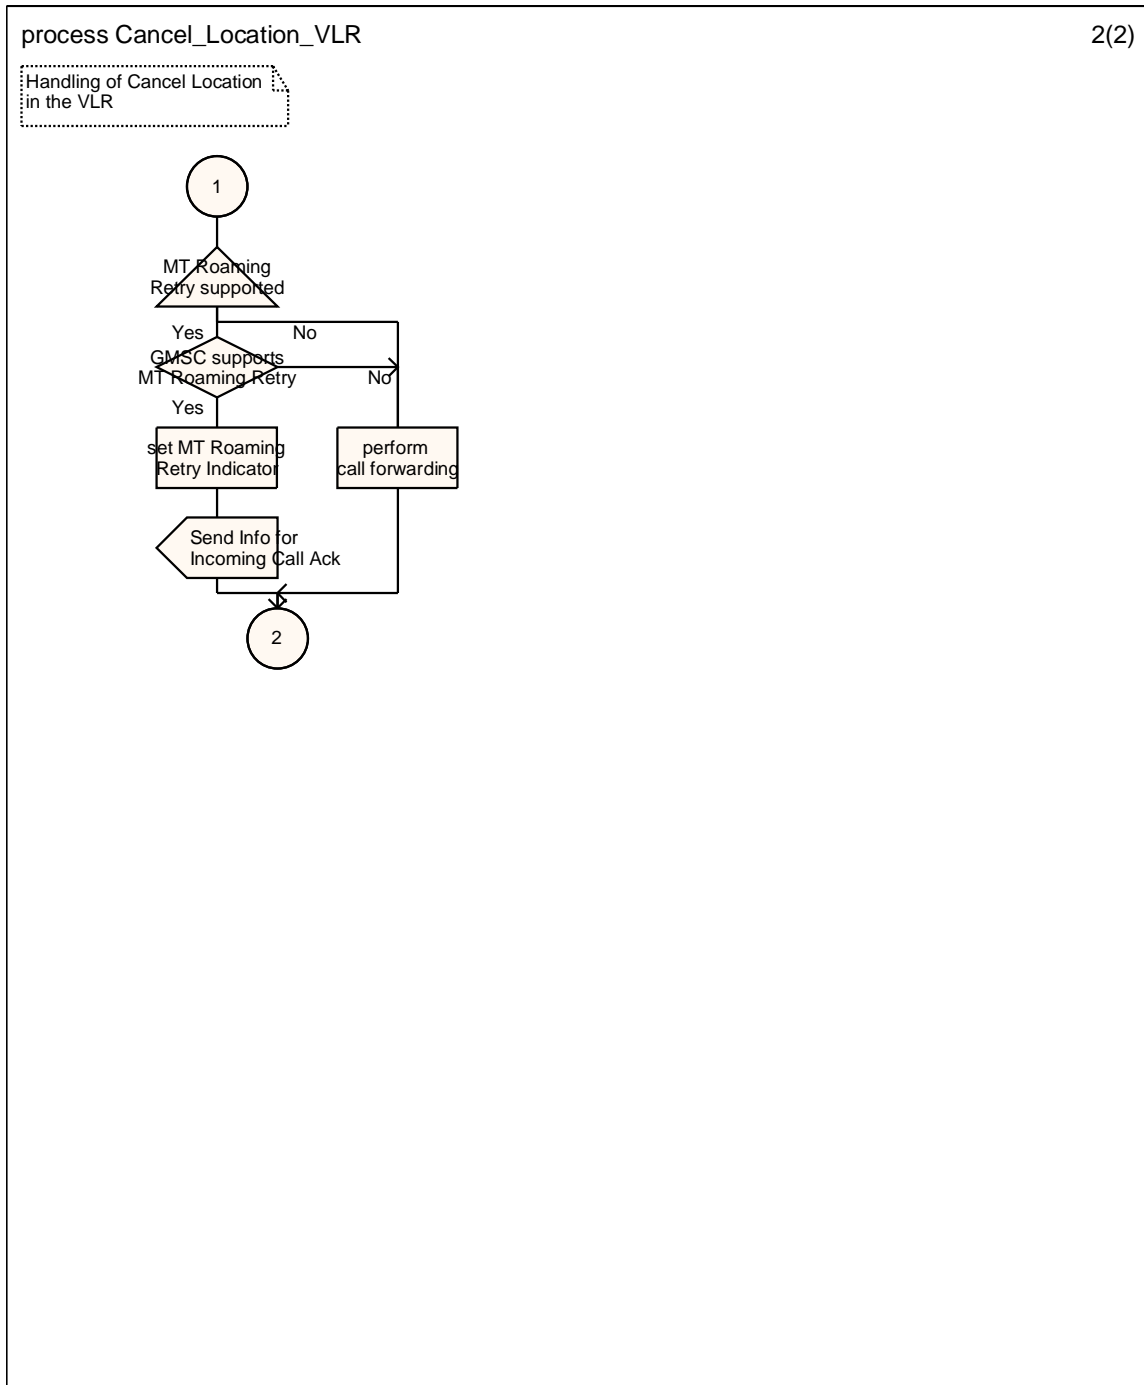 process Cancel_Location_VLR
2(2)
Handling of Cancel Location
in the VLR
1
MT Roaming
Retry supported
Yes
No
GMSC supports
MT Roaming Retry
No
Yes
set MT Roaming
Retry Indicator
perform
call forwarding
Send Info for
Incoming Call Ack
2